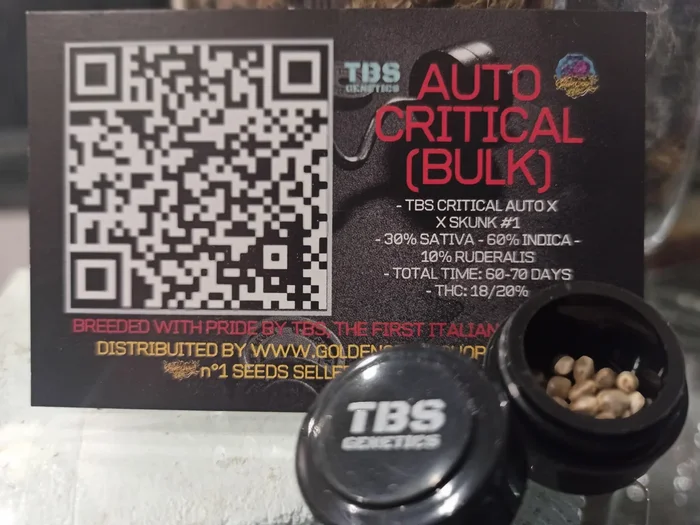 TBS
GENETICS
AUTO
CRITICAL
(BULK)
- TBS CRITICAL AUTO X
X SKUNK #1
- 30% SATIVA - 60% INDICA -
10% RUDERALIS
- TOTAL TIME: 60-70 DAYS
- THC: 18/20%
BREEDED WITH PRIDE BY TBS, THE FIRST ITALIAN
DISTRIBUITED BY
n°1 SEEDS
TBS
GENETICS